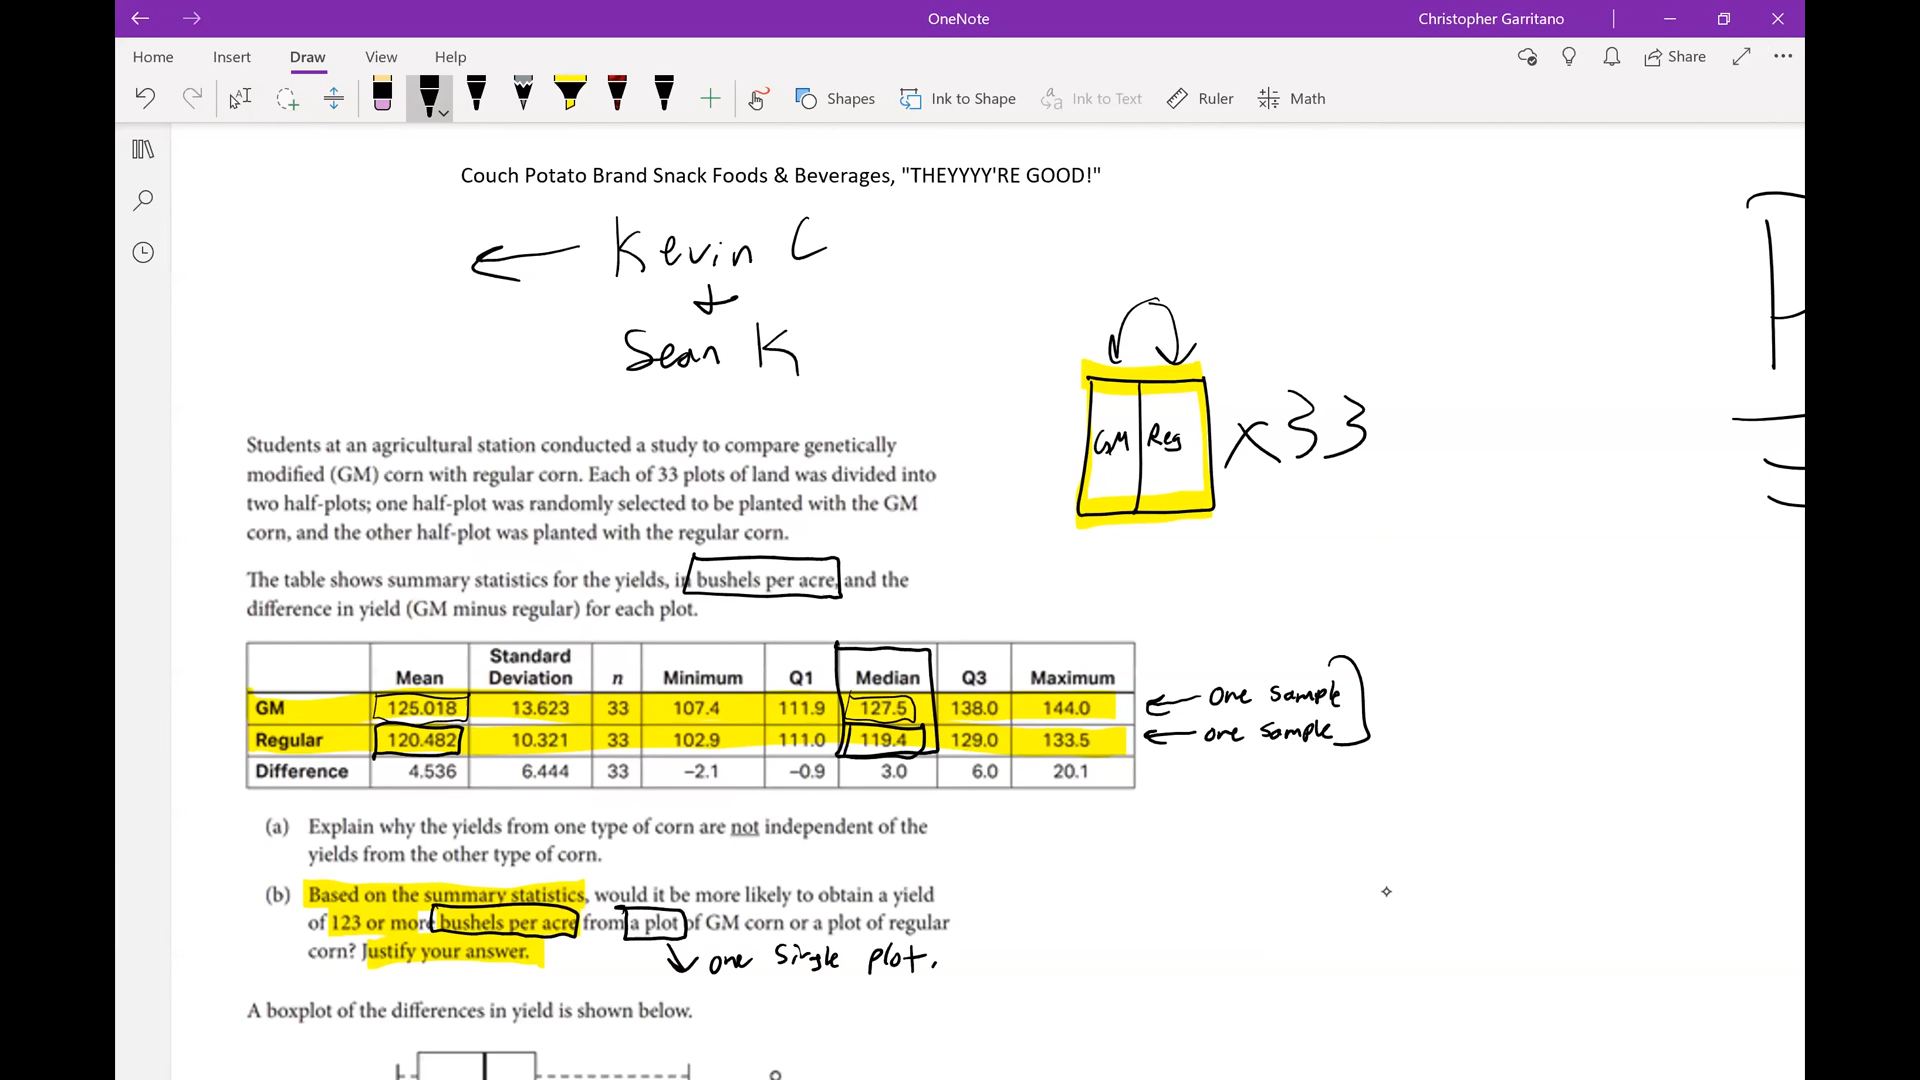 OneNote
Christopher Garritano
Home Insert Draw View Help
Share
Shapes Ink to Shape Ink to Text Ruler Math
Couch Potato Brand Snack Foods & Beverages, "THEYYYY'RE GOOD!"
Kevin C
+
Sean K
GM Reg x33
Students at an agricultural station conducted a study to compare genetically
modified (GM) corn with regular corn. Each of 33 plots of land was divided into
two half-plots; one half-plot was randomly selected to be planted with the GM
corn, and the other half-plot was planted with the regular corn.
The table shows summary statistics for the yields, in bushels per acre, and the
difference in yield (GM minus regular) for each plot.
Mean Standard Deviation n Minimum Q1 Median Q3 Maximum
GM 125.018 13.623 33 107.4 111.9 127.5 138.0 144.0 one sample
Regular 120.482 10.321 33 102.9 111.0 119.4 129.0 133.5 one sample
Difference 4.536 6.444 33 −2.1 −0.9 3.0 6.0 20.1
(a) Explain why the yields from one type of corn are not independent of the
yields from the other type of corn.
(b) Based on the summary statistics, would it be more likely to obtain a yield
of 123 or more bushels per acre from a plot of GM corn or a plot of regular
corn? Justify your answer.
one single plot.
A boxplot of the differences in yield is shown below.